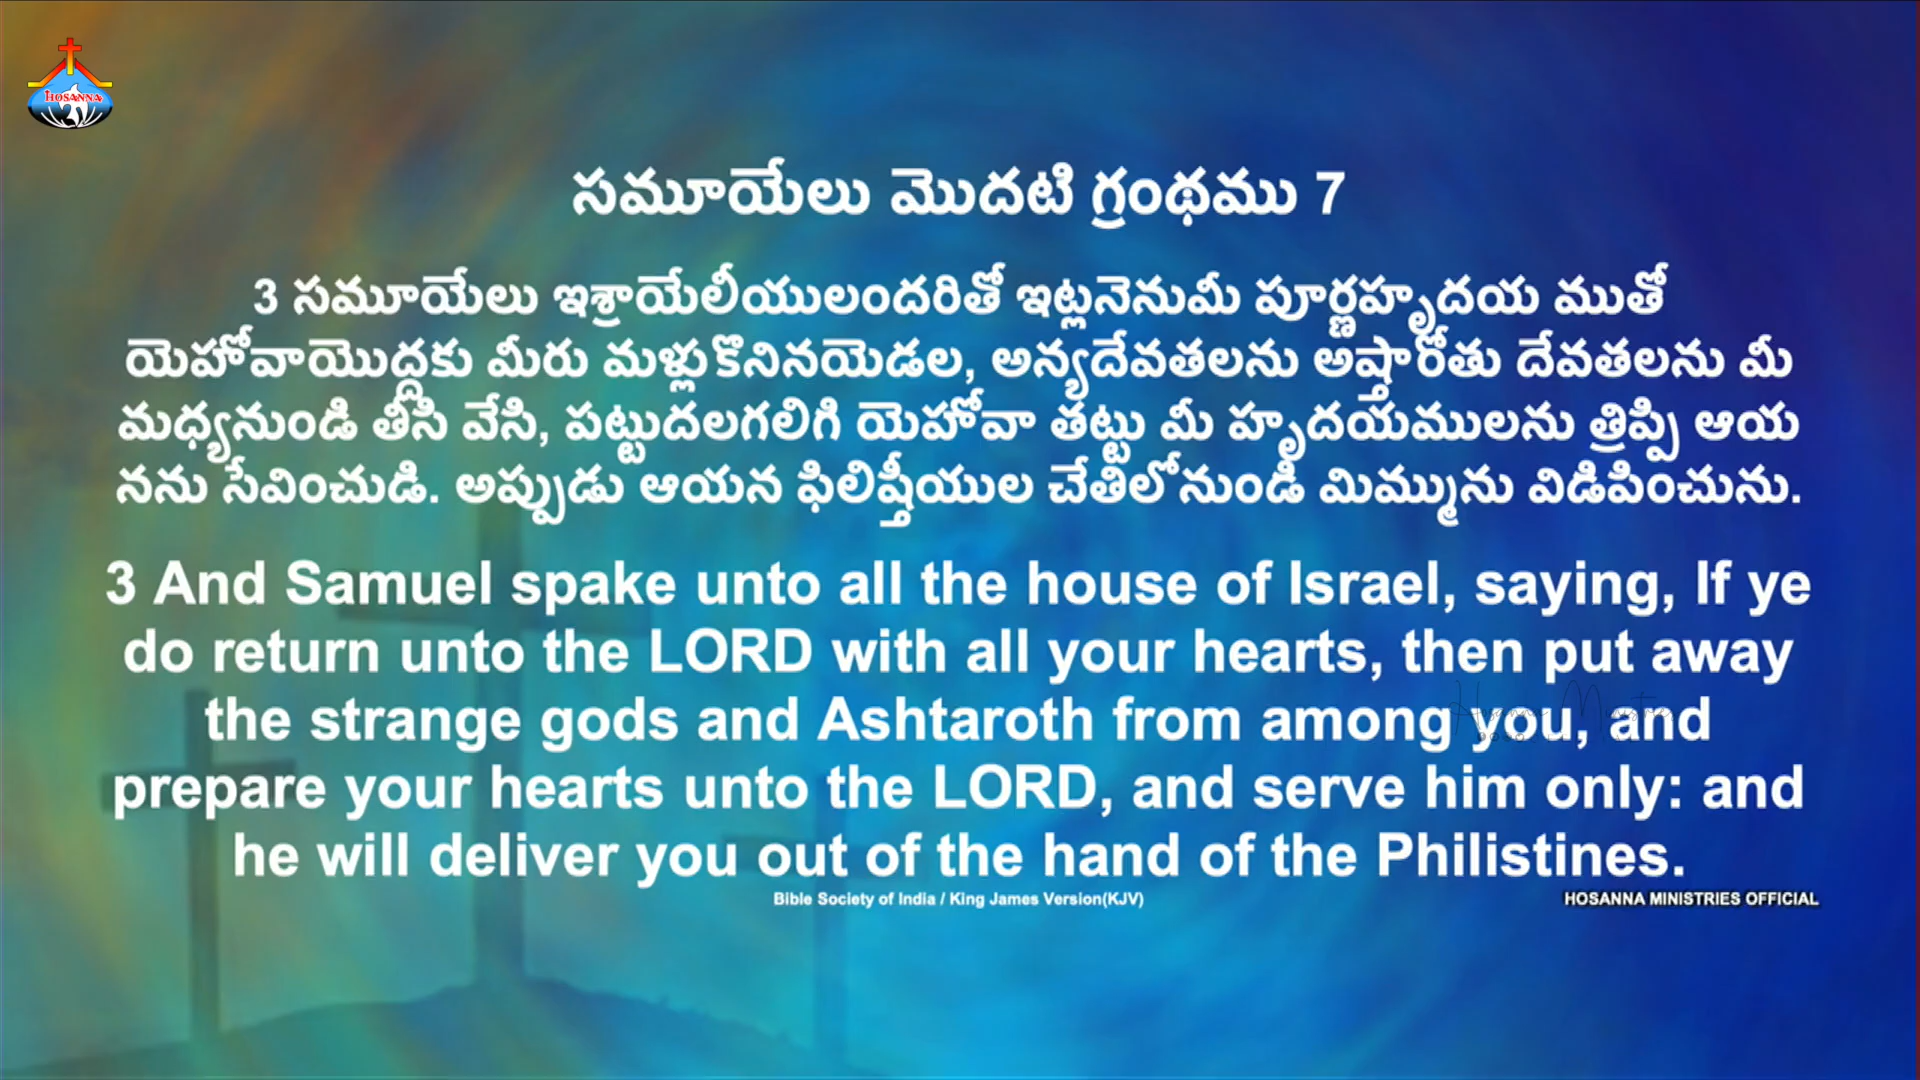 HOSANNA
సమూయేలు మొదటి గ్రంథము 7
3 సమూయేలు ఇశ్రాయేలీయులందరితో ఇట్లనెనుమీ పూర్ణహృదయ ముతో
యెహోవాయొద్దకు మీరు మళ్లుకొనినయెడల, అన్యదేవతలను అష్తారోతు దేవతలను మీ
మధ్యనుండి తీసి వేసి, పట్టుదలగలిగి యెహోవా తట్టు మీ హృదయములను త్రిప్పి ఆయ
నను సేవించుడి. అప్పుడు ఆయన ఫిలిష్తీయుల చేతిలోనుండి మిమ్మును విడిపించును.
3 And Samuel spake unto all the house of Israel, saying, If ye
do return unto the LORD with all your hearts, then put away
the strange gods and Ashtaroth from among you, and
prepare your hearts unto the LORD, and serve him only: and
he will deliver you out of the hand of the Philistines.
Bible Society of India / King James Version(KJV)
HOSANNA MINISTRIES OFFICIAL